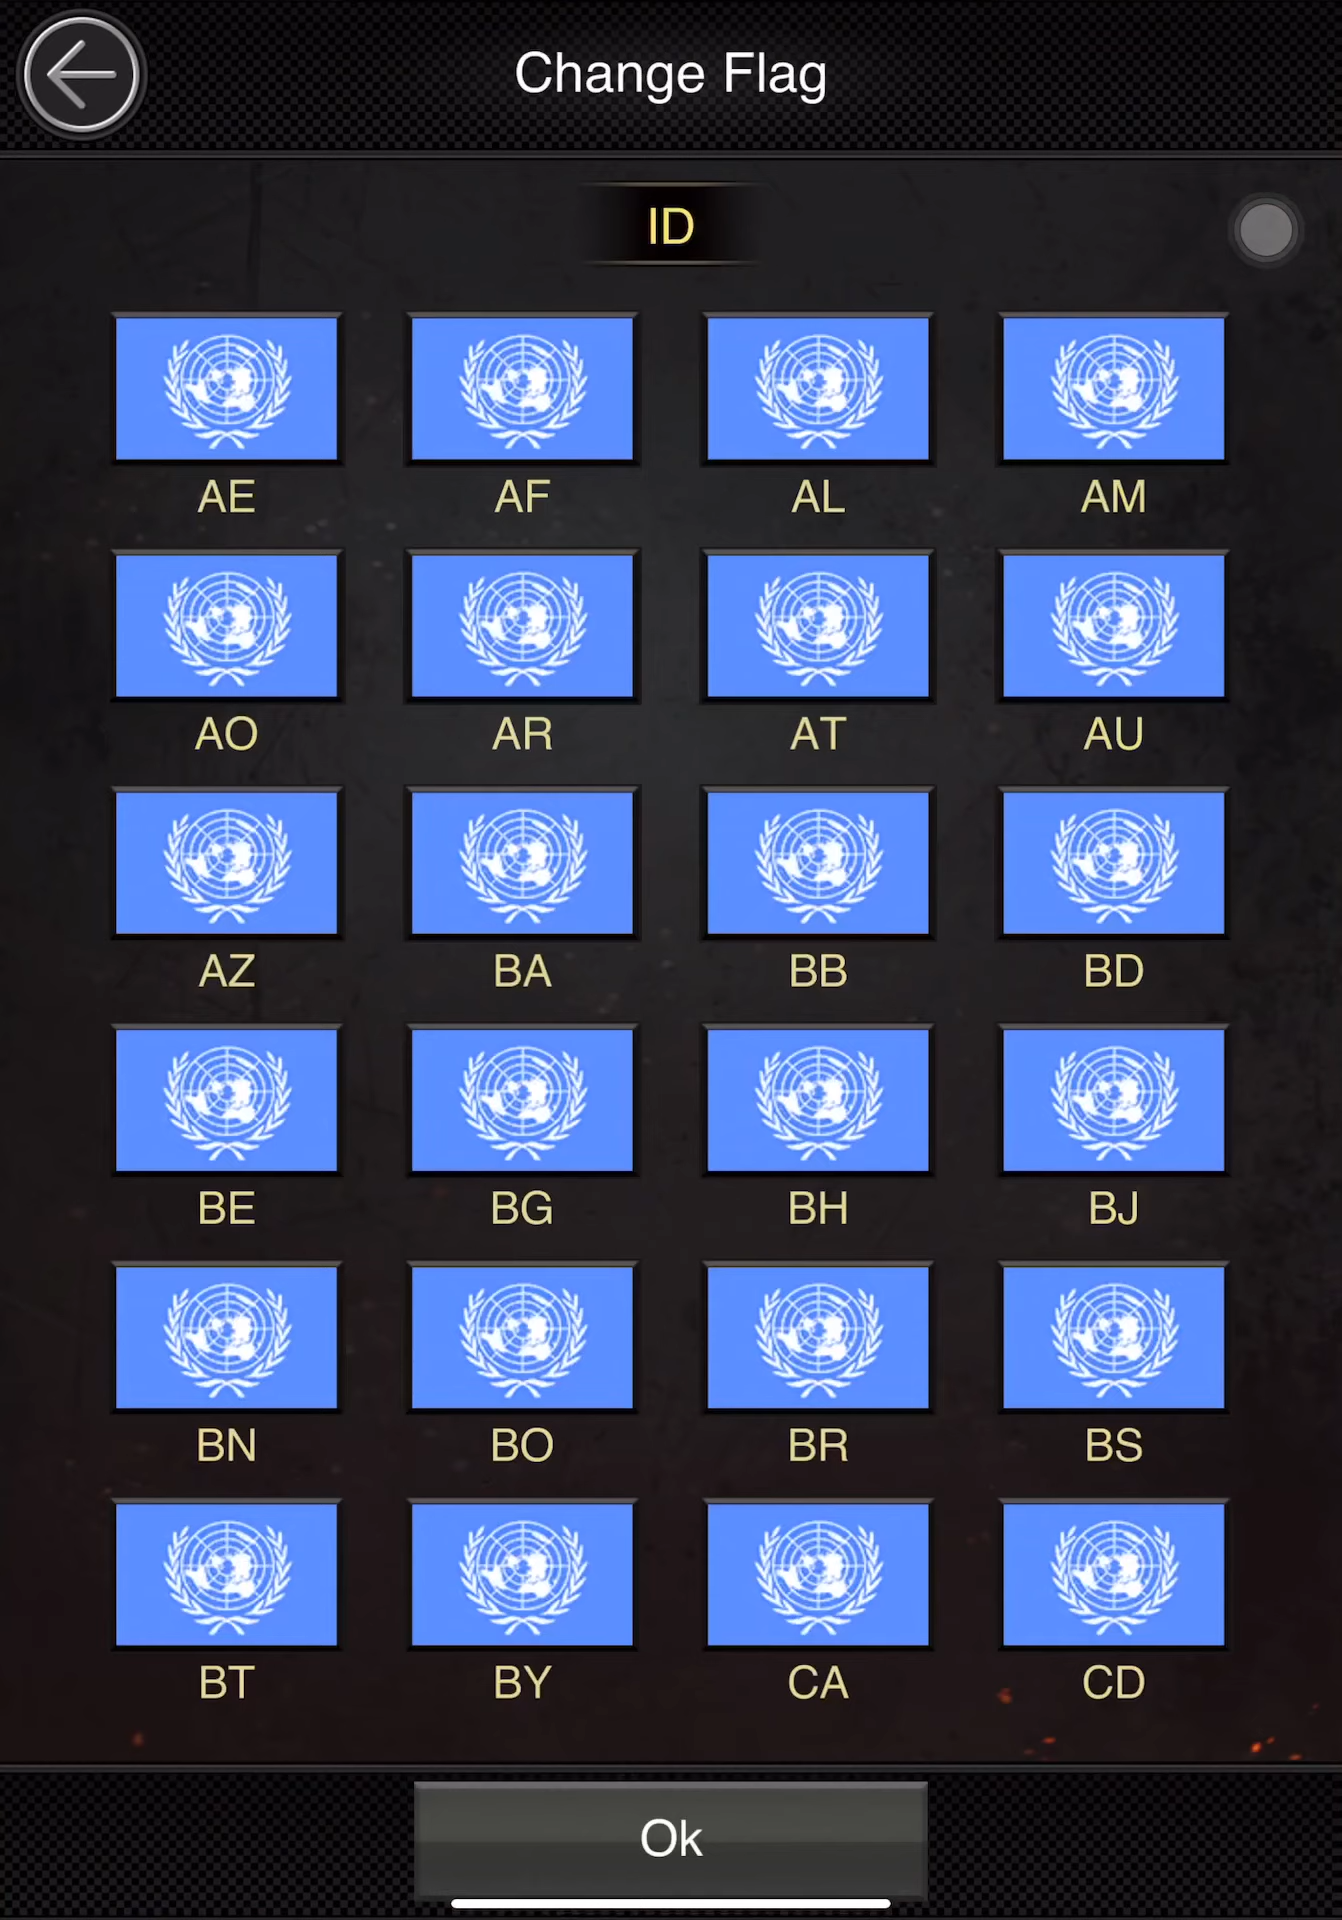 Change Flag
ID
AE AF AL AM
AO AR AT AU
AZ BA BB BD
BE BG BH BJ
BN BO BR BS
BT BY CA CD
Ok